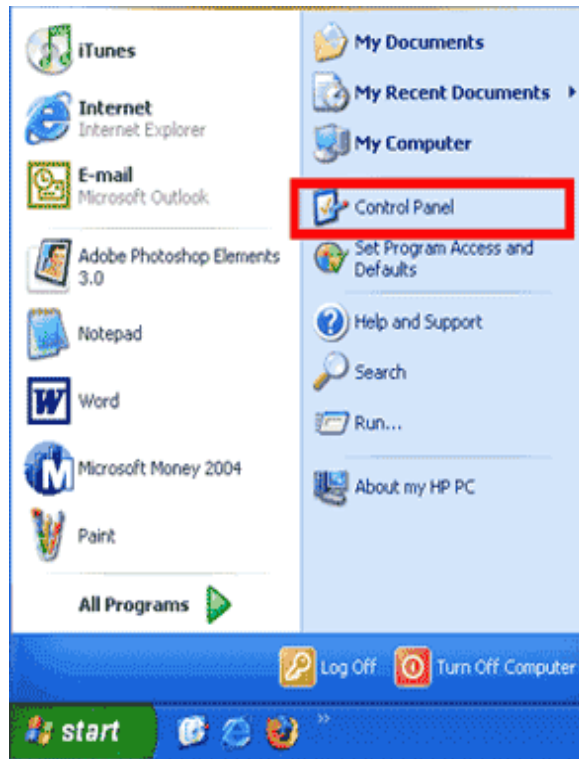 iTunes
Internet
Internet Explorer
E-mail
Microsoft Outlook
Adobe Photoshop Elements
3.0
Notepad
Word
Microsoft Money 2004
Paint
All Programs
My Documents
My Recent Documents
My Computer
Control Panel
Set Program Access and
Defaults
Help and Support
Search
Run...
About my HP PC
Log Off
Turn Off Computer
start